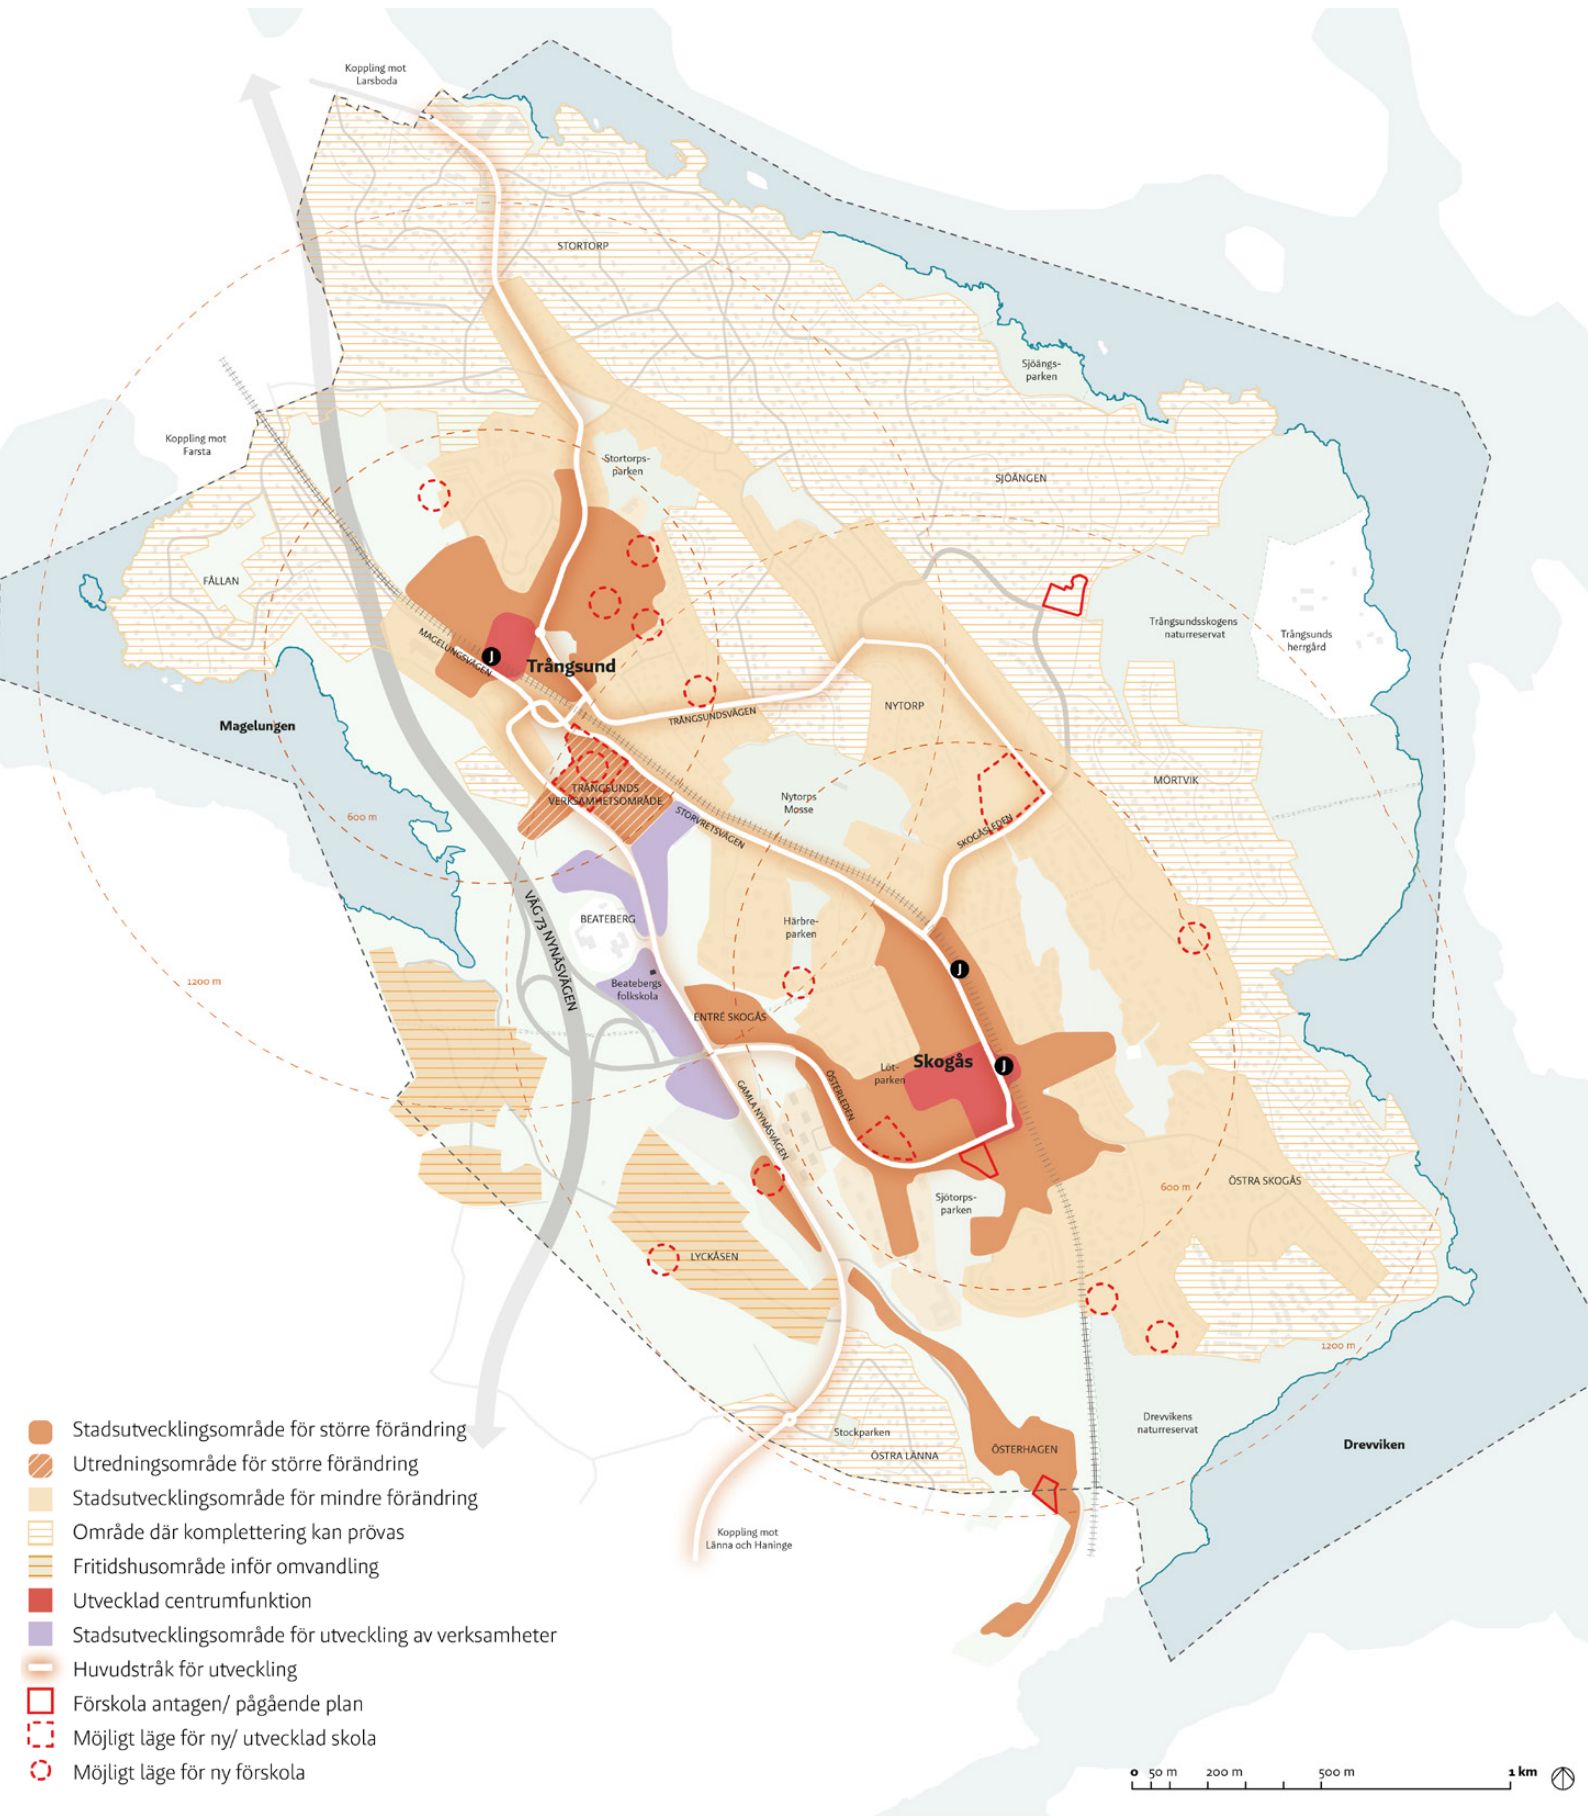 Koppling mot
Larsboda
STORTORP
Sjöängs-
parken
Koppling mot
Farsta
Stortorps-
parken
SJÖÄNGEN
FÅLLAN
Trångsundsskogens
naturreservat
Trångsunds
herrgård
MAGELUNGSVÄGEN
J
Trångsund
Magelungen
TRÅNGSUNDSVÄGEN
NYTORP
MÖRTVIK
TRÅNGSUNDS
VERKSAMHETSOMRÅDE
Nytorps
Mosse
600 m
STORVRETSVÄGEN
SKOGÅSLEDEN
VÄG 73 NYNÄSVÄGEN
BEATEBERG
Härbre-
parken
J
1200 m
Beatebergs
folkskola
ENTRÉ SKOGÅS
Skogås
J
Löt-
parken
ÖSTERLEDEN
GAMLA NYNÄSVÄGEN
600 m
ÖSTRA SKOGÅS
Sjötorps-
parken
LYCKÅSEN
1200 m
Drevvikens
naturreservat
Stockparken
ÖSTRA LÄNNA
ÖSTERHAGEN
Drevviken
Koppling mot
Länna och Haninge
Stadsutvecklingsområde för större förändring
Utredningsområde för större förändring
Stadsutvecklingsområde för mindre förändring
Område där komplettering kan prövas
Fritidshusområde inför omvandling
Utvecklad centrumfunktion
Stadsutvecklingsområde för utveckling av verksamheter
Huvudstråk för utveckling
Förskola antagen/ pågående plan
Möjligt läge för ny/ utvecklad skola
Möjligt läge för ny förskola
0 50 m 200 m 500 m 1 km